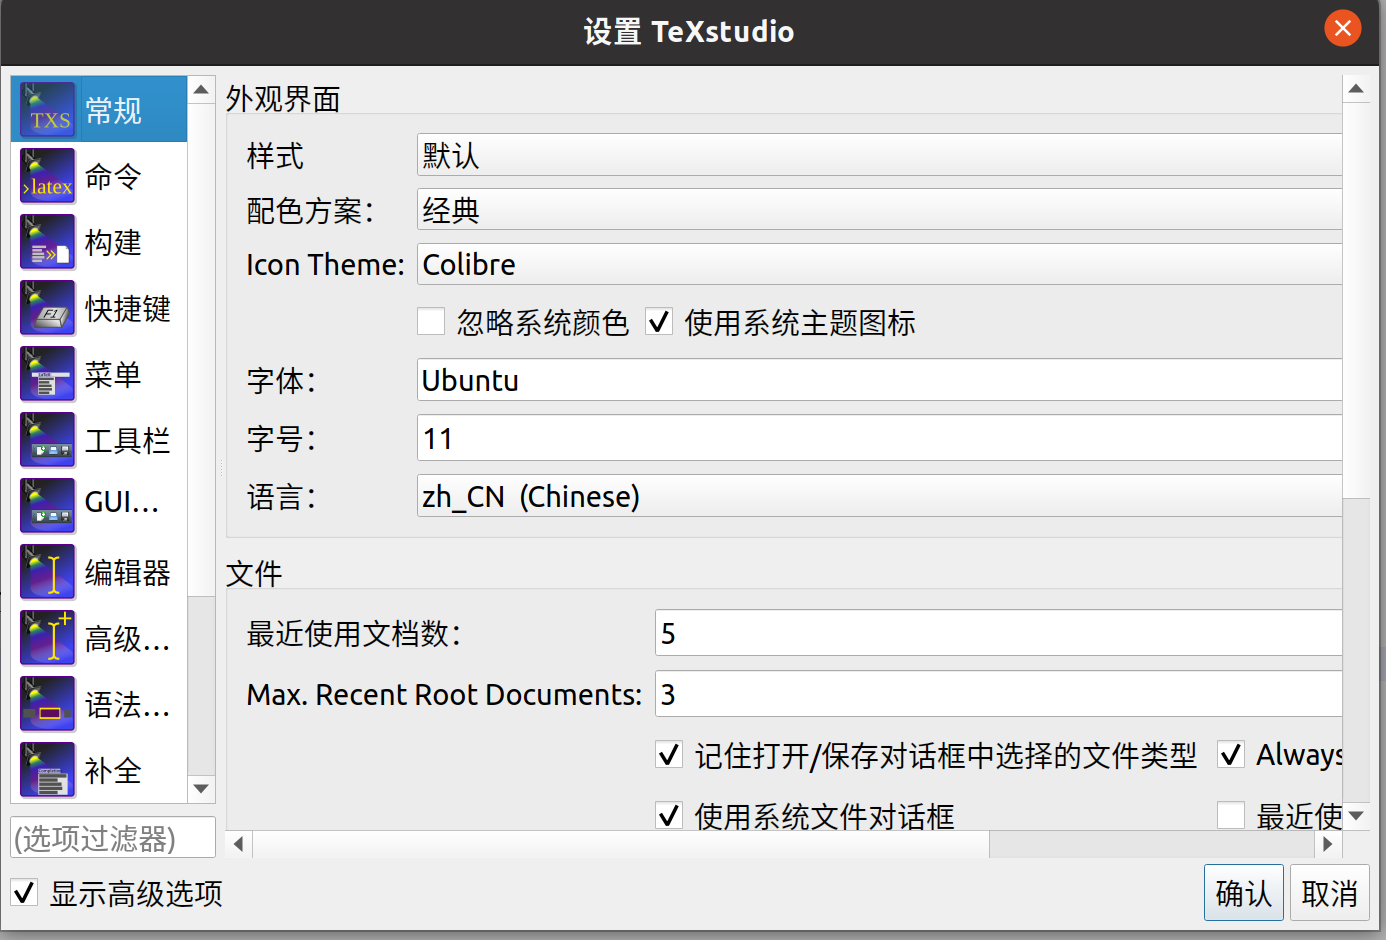 设置 TeXstudio
TXS 常规
›latex 命令
构建
F1 快捷键
菜单
工具栏
GUI...
编辑器
高级...
语法...
补全
(选项过滤器)
显示高级选项
外观界面
样式 默认
配色方案： 经典
Icon Theme: Colibre
忽略系统颜色 使用系统主题图标
字体： Ubuntu
字号： 11
语言： zh_CN (Chinese)
文件
最近使用文档数： 5
Max. Recent Root Documents: 3
记住打开/保存对话框中选择的文件类型 Always
使用系统文件对话框 最近使
确认 取消